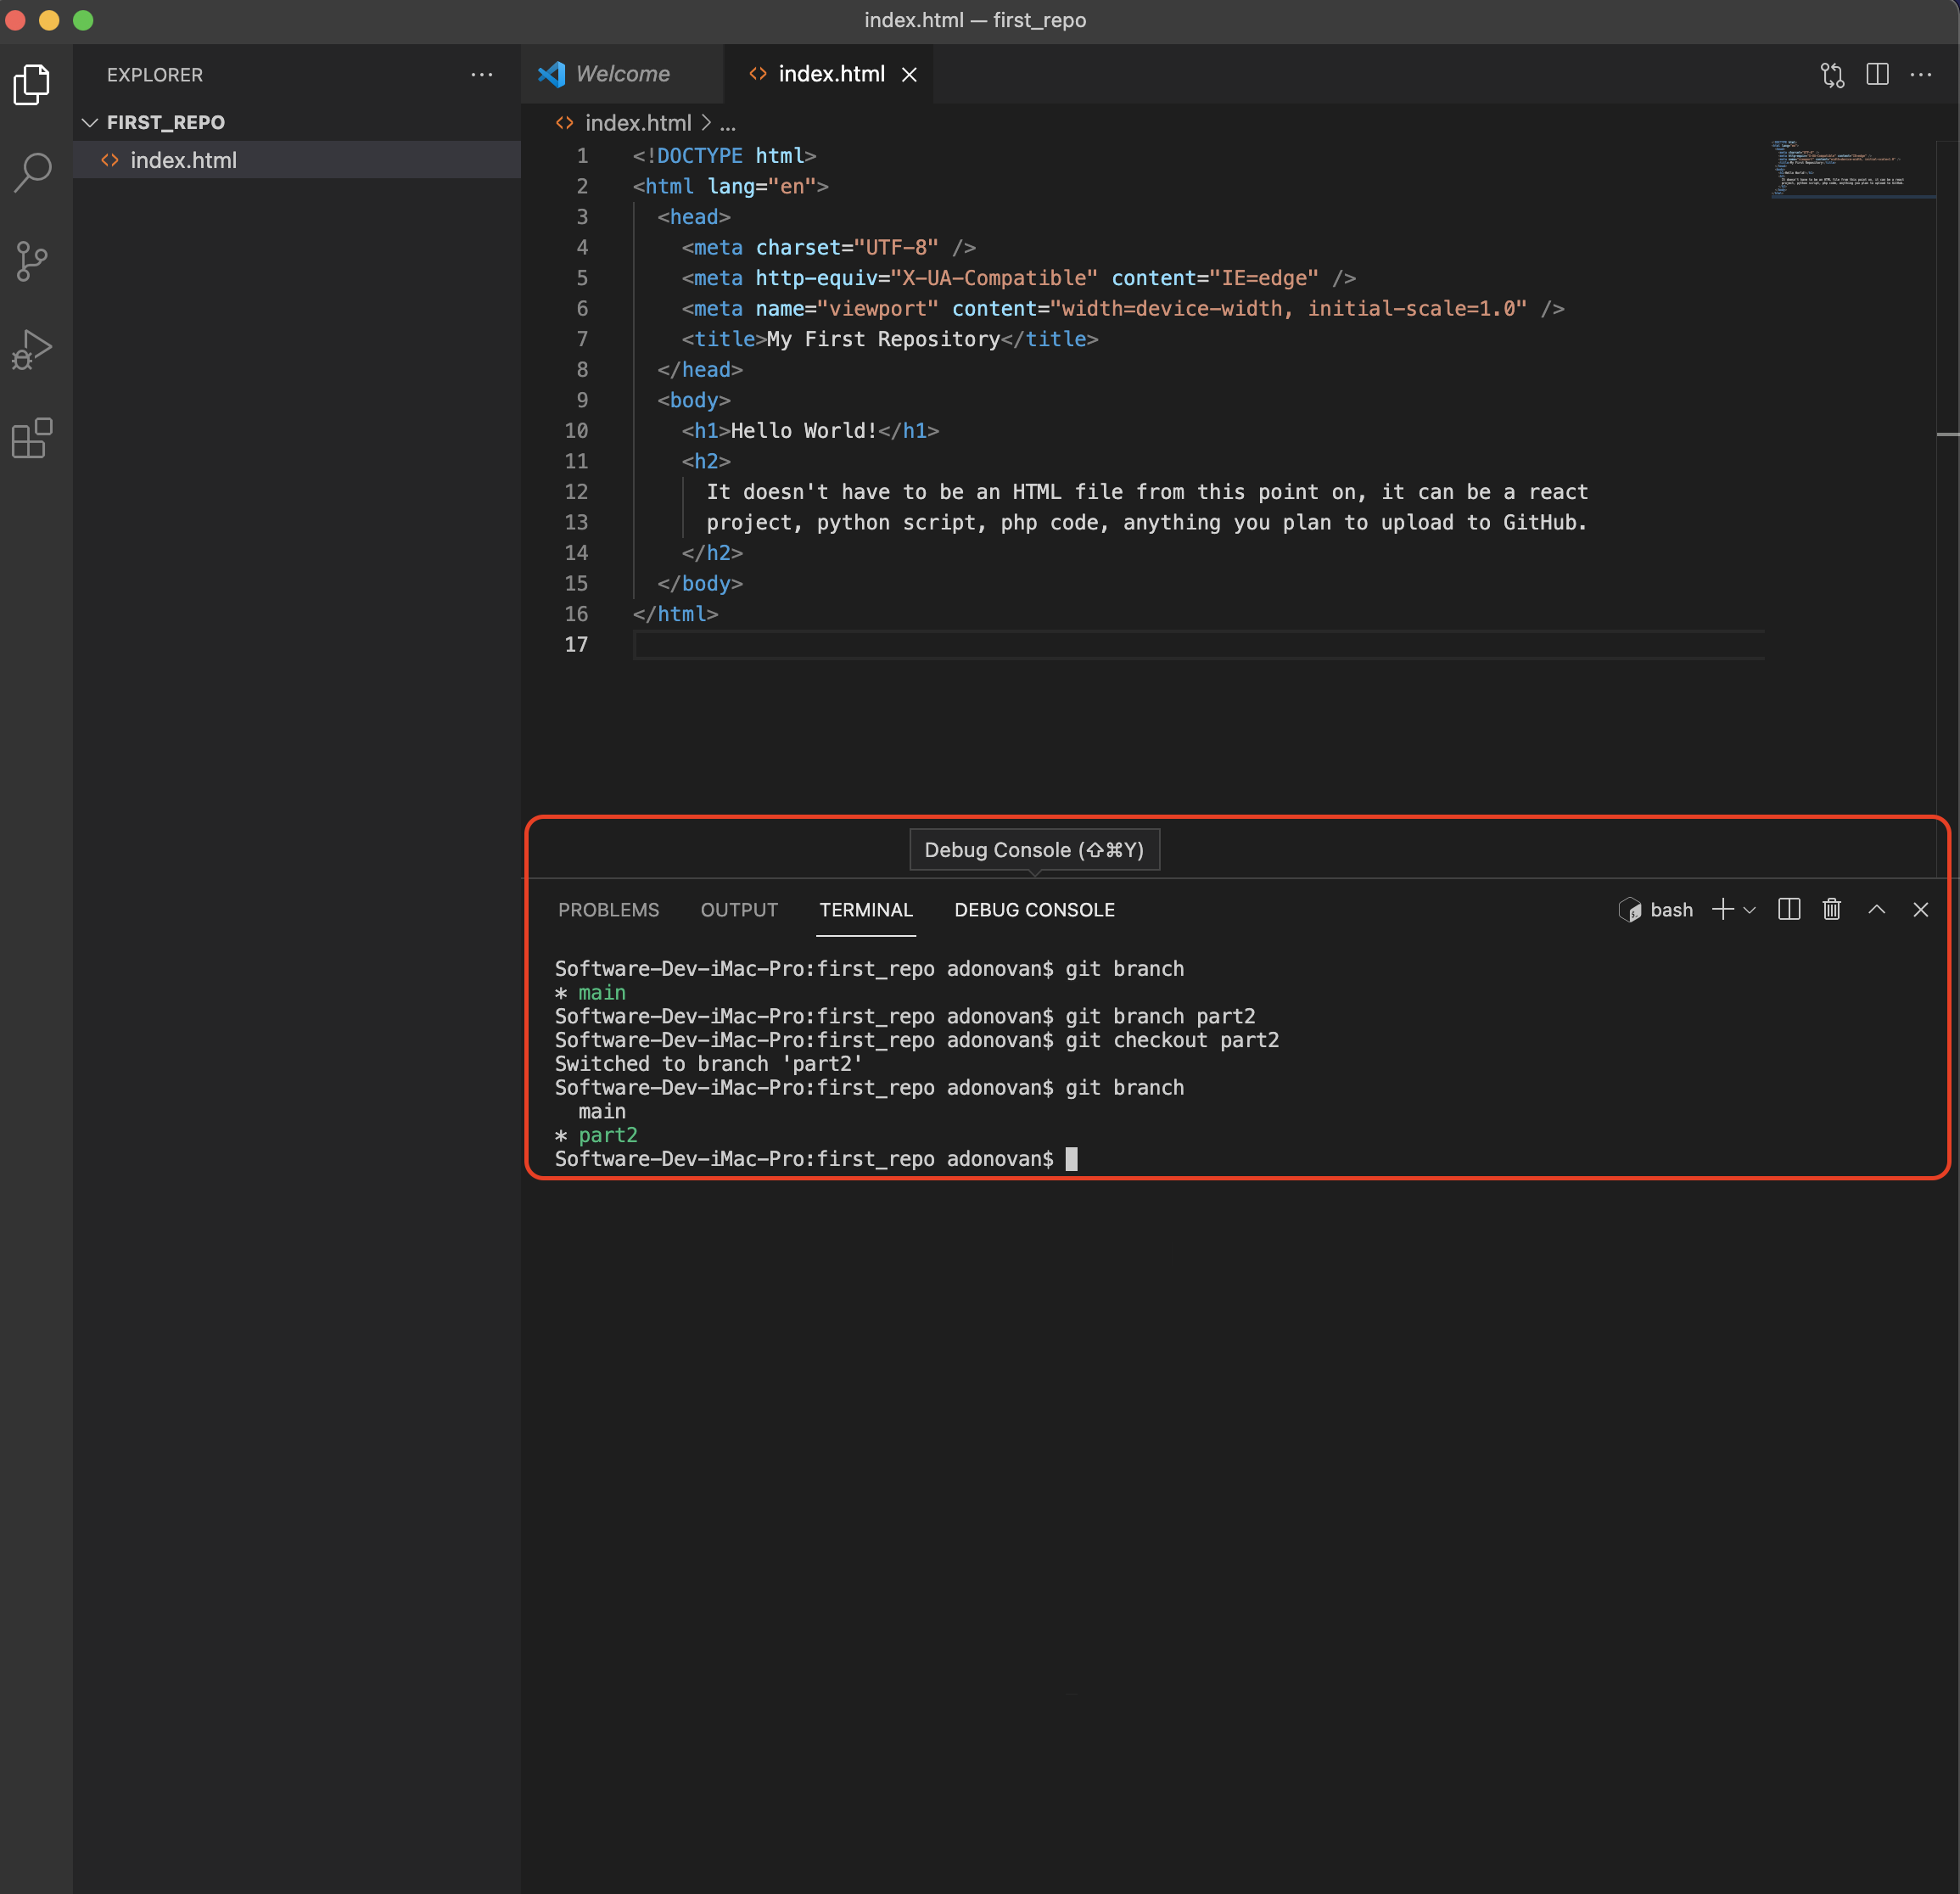 index.html — first_repo
EXPLORER
FIRST_REPO
index.html
Welcome
index.html
index.html > ...
1 <!DOCTYPE html>
2 <html lang="en">
3 <head>
4 <meta charset="UTF-8" />
5 <meta http-equiv="X-UA-Compatible" content="IE=edge" />
6 <meta name="viewport" content="width=device-width, initial-scale=1.0" />
7 <title>My First Repository</title>
8 </head>
9 <body>
10 <h1>Hello World!</h1>
11 <h2>
12 It doesn't have to be an HTML file from this point on, it can be a react
13 project, python script, php code, anything you plan to upload to GitHub.
14 </h2>
15 </body>
16 </html>
17
Debug Console (⇧⌘Y)
PROBLEMS OUTPUT TERMINAL DEBUG CONSOLE bash
Software-Dev-iMac-Pro:first_repo adonovan$ git branch
* main
Software-Dev-iMac-Pro:first_repo adonovan$ git branch part2
Software-Dev-iMac-Pro:first_repo adonovan$ git checkout part2
Switched to branch 'part2'
Software-Dev-iMac-Pro:first_repo adonovan$ git branch
main
* part2
Software-Dev-iMac-Pro:first_repo adonovan$